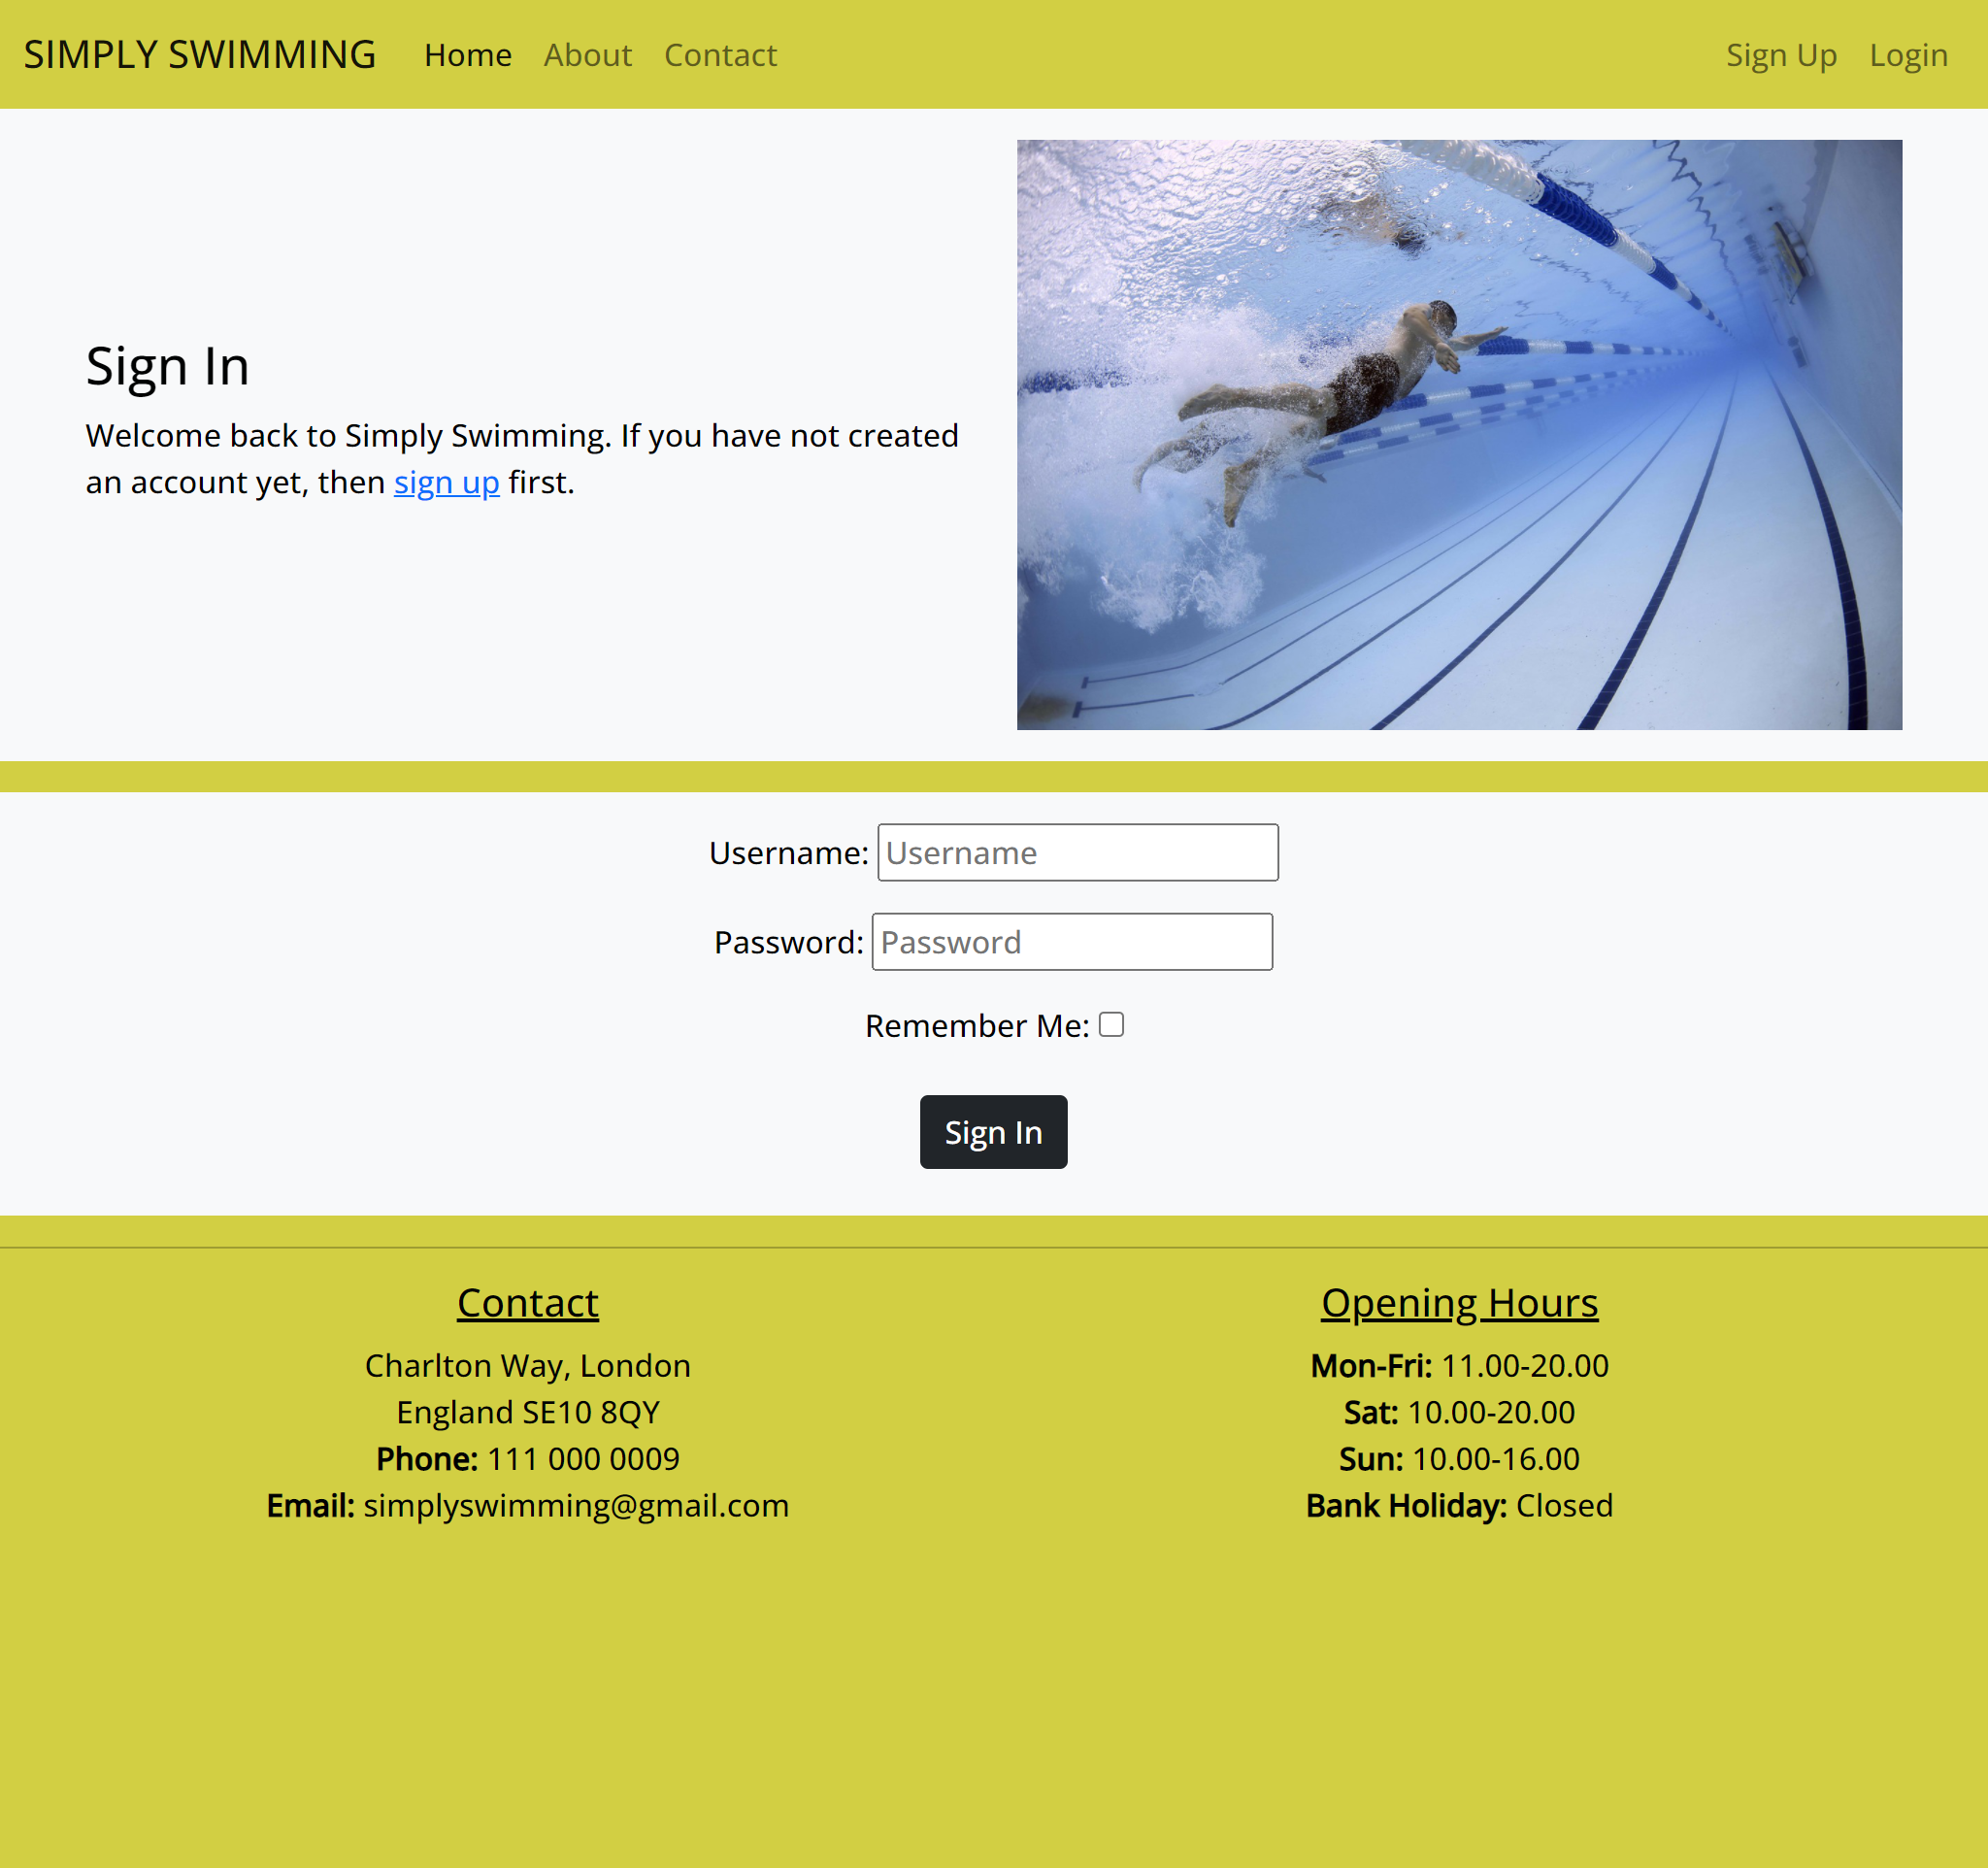 SIMPLY SWIMMING Home About Contact Sign Up Login
Sign In
Welcome back to Simply Swimming. If you have not created
an account yet, then sign up first.
Username: Username
Password: Password
Remember Me:
Sign In
Contact
Charlton Way, London
England SE10 8QY
Phone: 111 000 0009
Email: simplyswimming@gmail.com
Opening Hours
Mon-Fri: 11.00-20.00
Sat: 10.00-20.00
Sun: 10.00-16.00
Bank Holiday: Closed